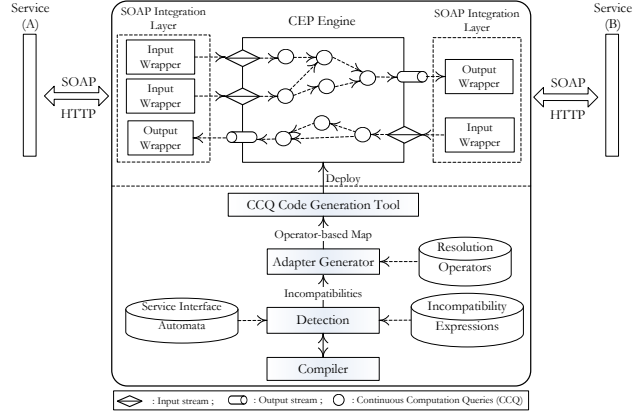 Service
(A)
SOAP Integration
Layer
CEP Engine
SOAP Integration
Layer
Service
(B)
Input
Wrapper
Input
Wrapper
Output
Wrapper
Output
Wrapper
Input
Wrapper
SOAP
HTTP
SOAP
HTTP
Deploy
CCQ Code Generation Tool
Operator-based Map
Adapter Generator
Resolution
Operators
Incompatibilities
Service Interface
Automata
Detection
Incompatibility
Expressions
Compiler
: Input stream ; : Output stream ; : Continuous Computation Queries (CCQ)